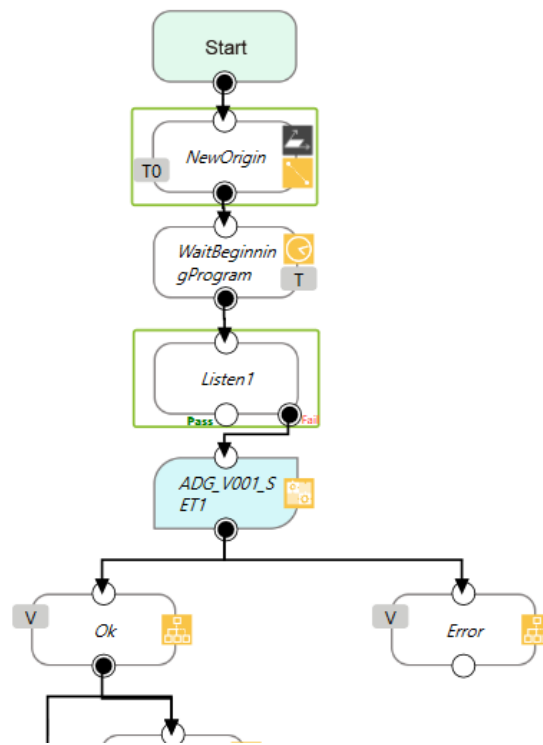 Start
NewOrigin
T0
WaitBeginnin
gProgram
T
Listen1
Pass
Fail
ADG_V001_S
ET1
V
Ok
V
Error